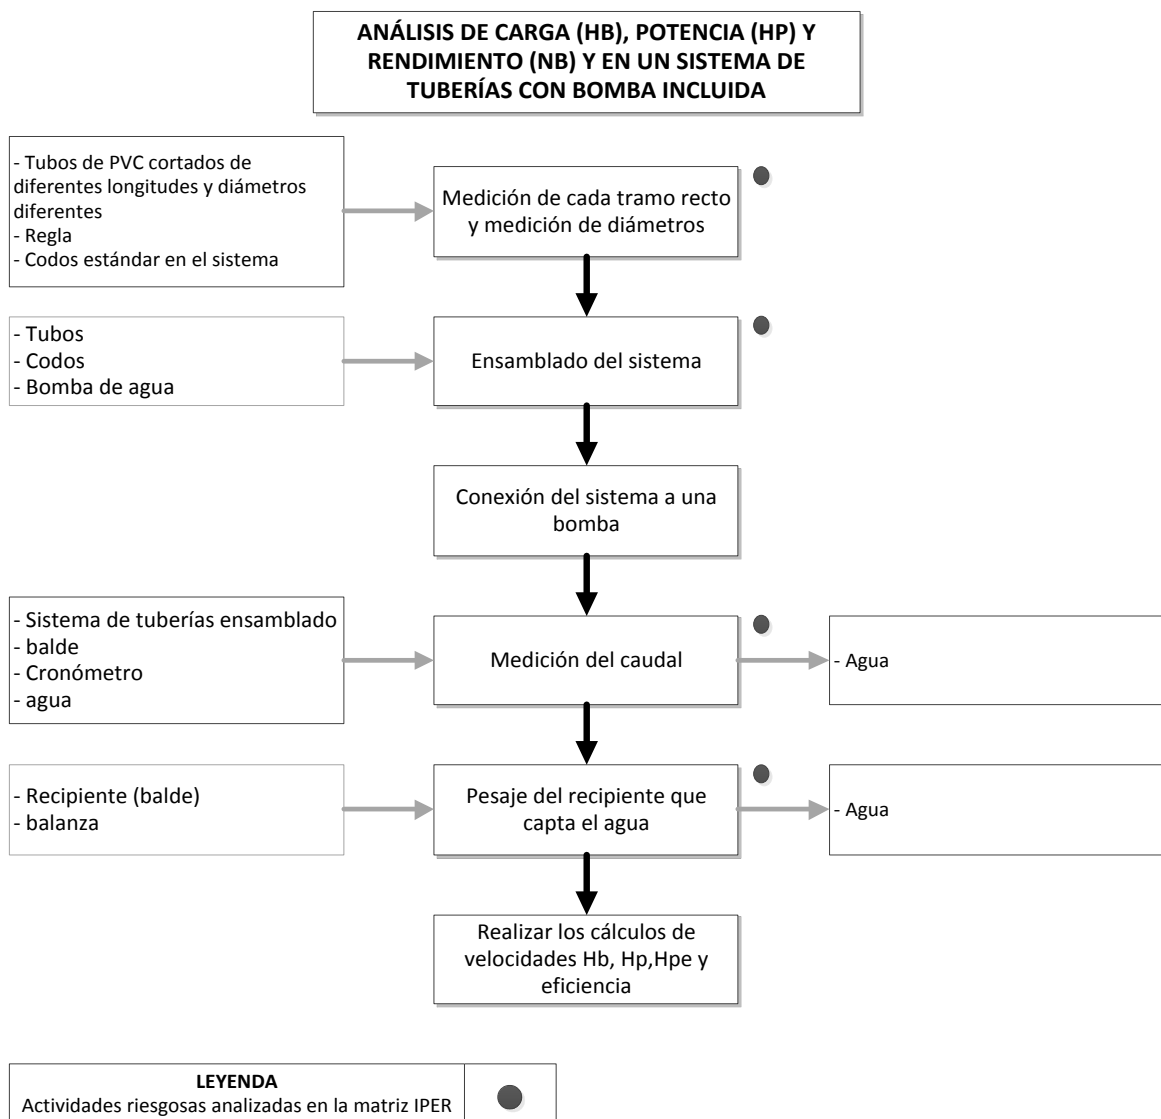 ANÁLISIS DE CARGA (HB), POTENCIA (HP) Y
RENDIMIENTO (NB) Y EN UN SISTEMA DE
TUBERÍAS CON BOMBA INCLUIDA
- Tubos de PVC cortados de
diferentes longitudes y diámetros
diferentes
- Regla
- Codos estándar en el sistema
Medición de cada tramo recto
y medición de diámetros
- Tubos
- Codos
- Bomba de agua
Ensamblado del sistema
Conexión del sistema a una
bomba
- Sistema de tuberías ensamblado
- balde
- Cronómetro
- agua
Medición del caudal
- Agua
- Recipiente (balde)
- balanza
Pesaje del recipiente que
capta el agua
- Agua
Realizar los cálculos de
velocidades Hb, Hp,Hpe y
eficiencia
LEYENDA
Actividades riesgosas analizadas en la matriz IPER